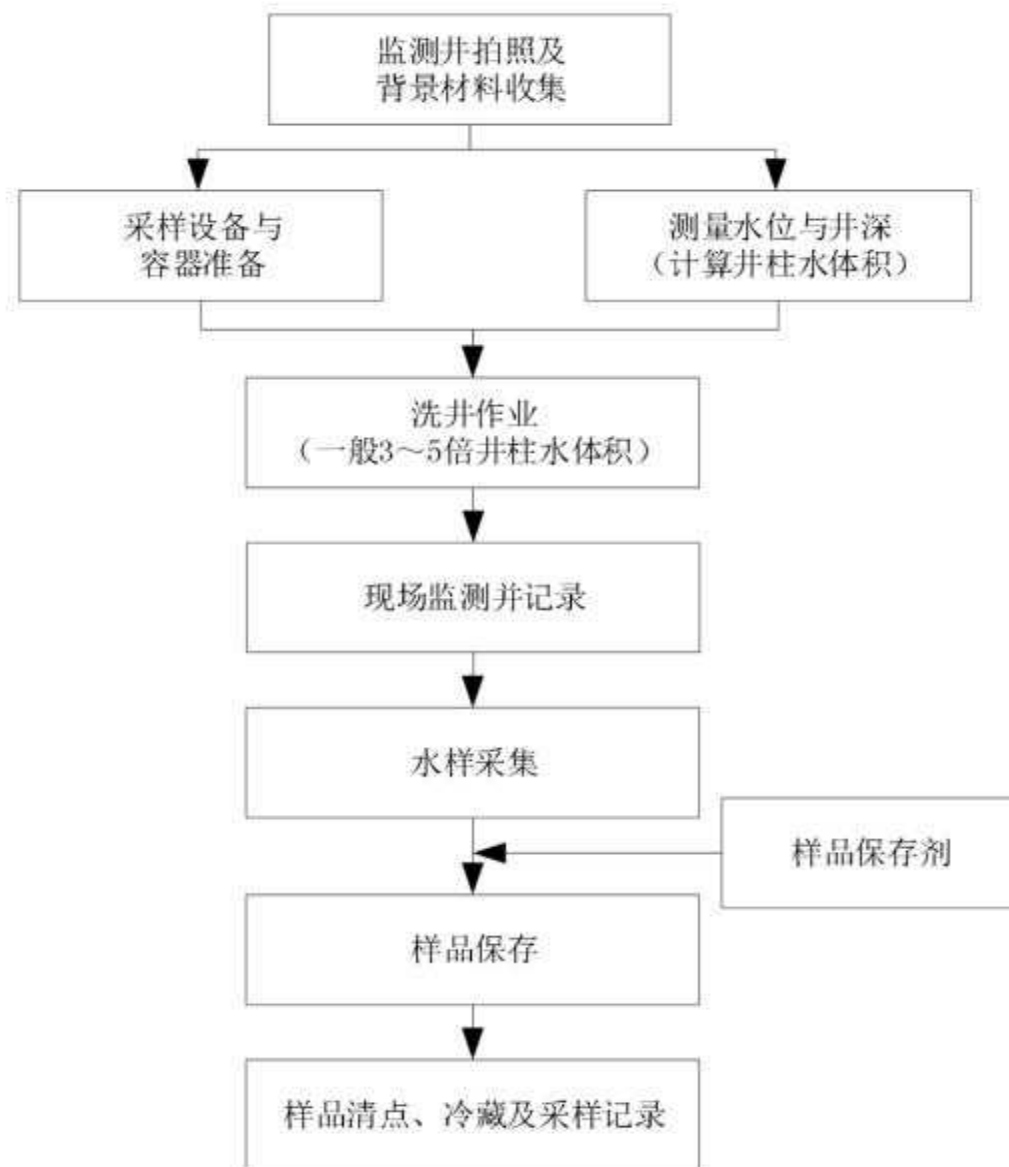 监测井拍照及
背景材料收集
采样设备与
容器准备
测量水位与井深
（计算井柱水体积）
洗井作业
（一般3～5倍井柱水体积）
现场监测并记录
水样采集
样品保存剂
样品保存
样品清点、冷藏及采样记录